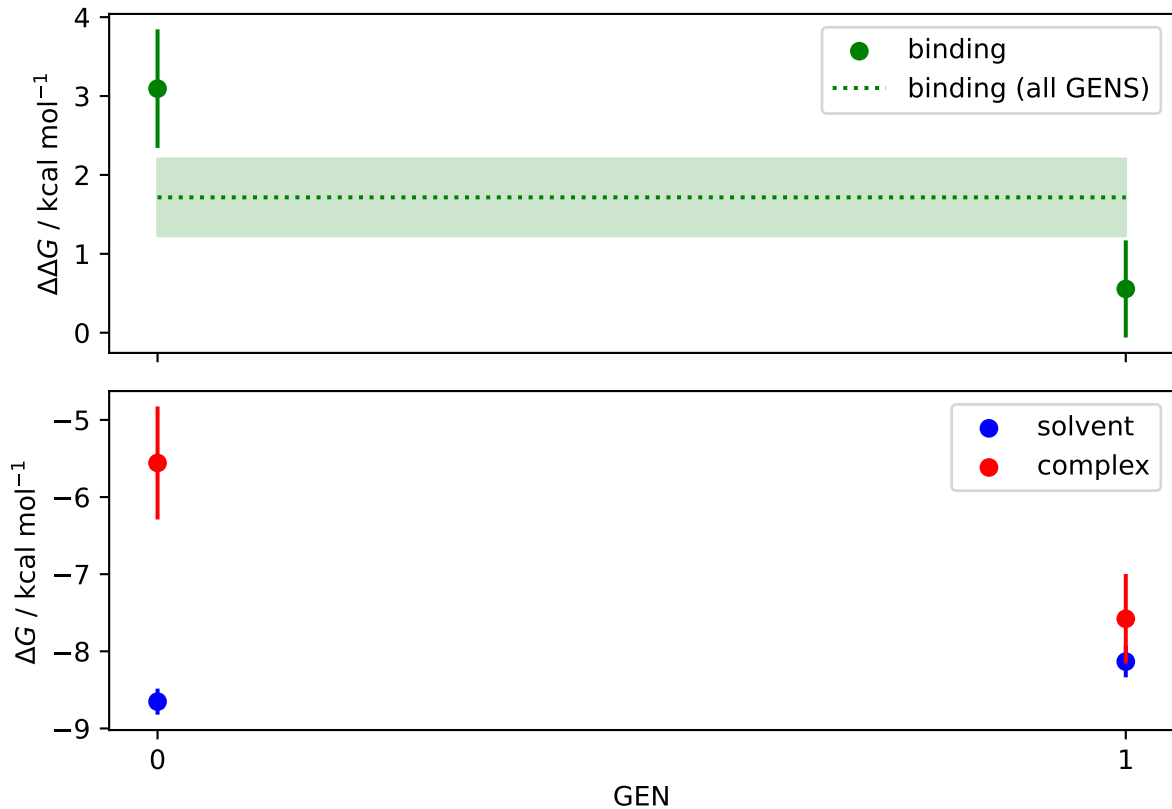 4
3
2
1
0
ΔΔG / kcal mol⁻¹
binding
binding (all GENS)
−5
−6
−7
−8
−9
ΔG / kcal mol⁻¹
solvent
complex
0
1
GEN